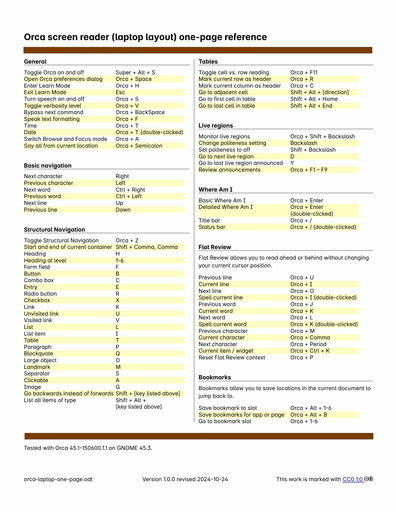 Orca screen reader (laptop layout) one-page reference
General
Toggle Orca on and off Super + Alt + S
Open Orca preferences dialog Orca + Space
Enter Learn Mode Orca + H
Exit Learn Mode Esc
Turn speech on and off Orca + S
Toggle verbosity level Orca + V
Bypass next command Orca + BackSpace
Speak text formatting Orca + F
Time Orca + T
Date Orca + T (double-clicked)
Switch Browse and Focus mode Orca + A
Say all from current location Orca + Semicolon
Basic navigation
Next character Right
Previous character Left
Next word Ctrl + Right
Previous word Ctrl + Left
Next line Up
Previous line Down
Structural Navigation
Toggle Structural Navigation Orca + Z
Start and end of current container Shift + Comma, Comma
Heading H
Heading at level 1-6
Form field F
Button B
Combo box C
Entry E
Radio button R
Checkbox X
Link K
Unvisited link U
Visited link V
List L
List item I
Table T
Paragraph P
Blockquote Q
Large object O
Landmark M
Separator S
Clickable A
Image G
Go backwards instead of forwards Shift + [key listed above]
List all items of type Shift + Alt +
[key listed above]
Tables
Toggle cell vs. row reading Orca + F11
Mark current row as header Orca + R
Mark current column as header Orca + C
Go to adjacent cell Shift + Alt + [direction]
Go to first cell in table Shift + Alt + Home
Go to last cell in table Shift + Alt + End
Live regions
Monitor live regions Orca + Shift + Backslash
Change politeness setting Backslash
Set politeness to off Shift + Backslash
Go to next live region D
Go to last live region announced Y
Review announcements Orca + F1–F9
Where Am I
Basic Where Am I Orca + Enter
Detailed Where Am I Orca + Enter
(double-clicked)
Title bar Orca + /
Status bar Orca + / (double-clicked)
Flat Review
Flat Review allow you to read ahead or behind without changing
your current cursor position.
Previous line Orca + U
Current line Orca + I
Next line Orca + O
Spell current line Orca + I (double-clicked)
Previous word Orca + J
Current word Orca + K
Next word Orca + L
Spell current word Orca + K (double-clicked)
Previous character Orca + M
Current character Orca + Comma
Next character Orca + Period
Current item / widget Orca + Ctrl + K
Reset Flat Review context Orca + P
Bookmarks
Bookmarks allow you to save locations in the current document to
jump back to.
Save bookmark to slot Orca + Alt + 1-6
Save bookmarks for app or page Orca + Alt + B
Go to bookmark slot Orca + 1-6
Tested with Orca 45.1-150600.1.1 on GNOME 45.3.
orca-laptop-one-page.odt Version 1.0.0 revised 2024-10-24 This work is marked with CC0 1.0